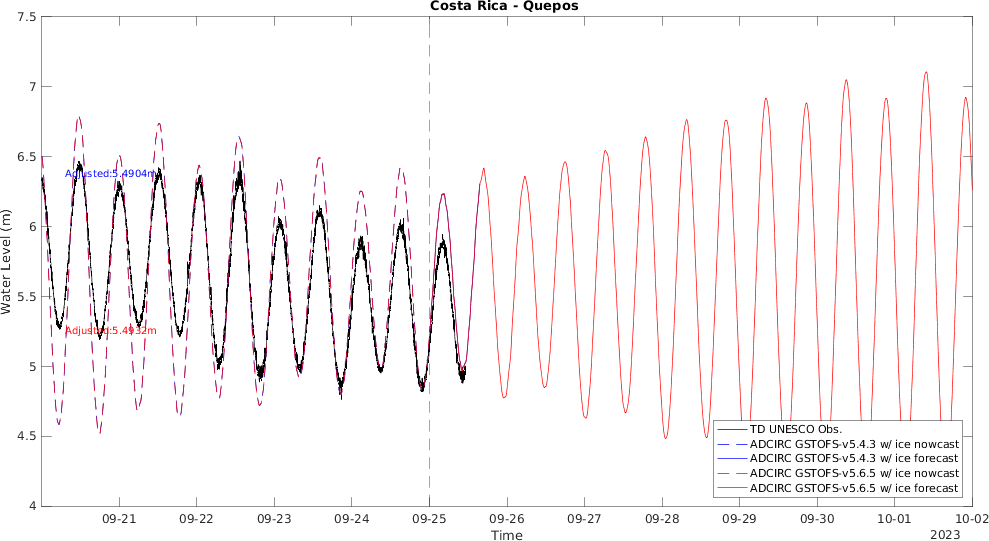 Costa Rica - Quepos
7.5
7
6.5
6
5.5
5
4.5
4
Water Level (m)
Adjusted:5.4904m
Adjusted:5.4932m
TD UNESCO Obs.
ADCIRC GSTOFS-v5.4.3 w/ ice nowcast
ADCIRC GSTOFS-v5.4.3 w/ ice forecast
ADCIRC GSTOFS-v5.6.5 w/ ice nowcast
ADCIRC GSTOFS-v5.6.5 w/ ice forecast
09-21 09-22 09-23 09-24 09-25 09-26 09-27 09-28 09-29 09-30 10-01 10-02
Time
2023